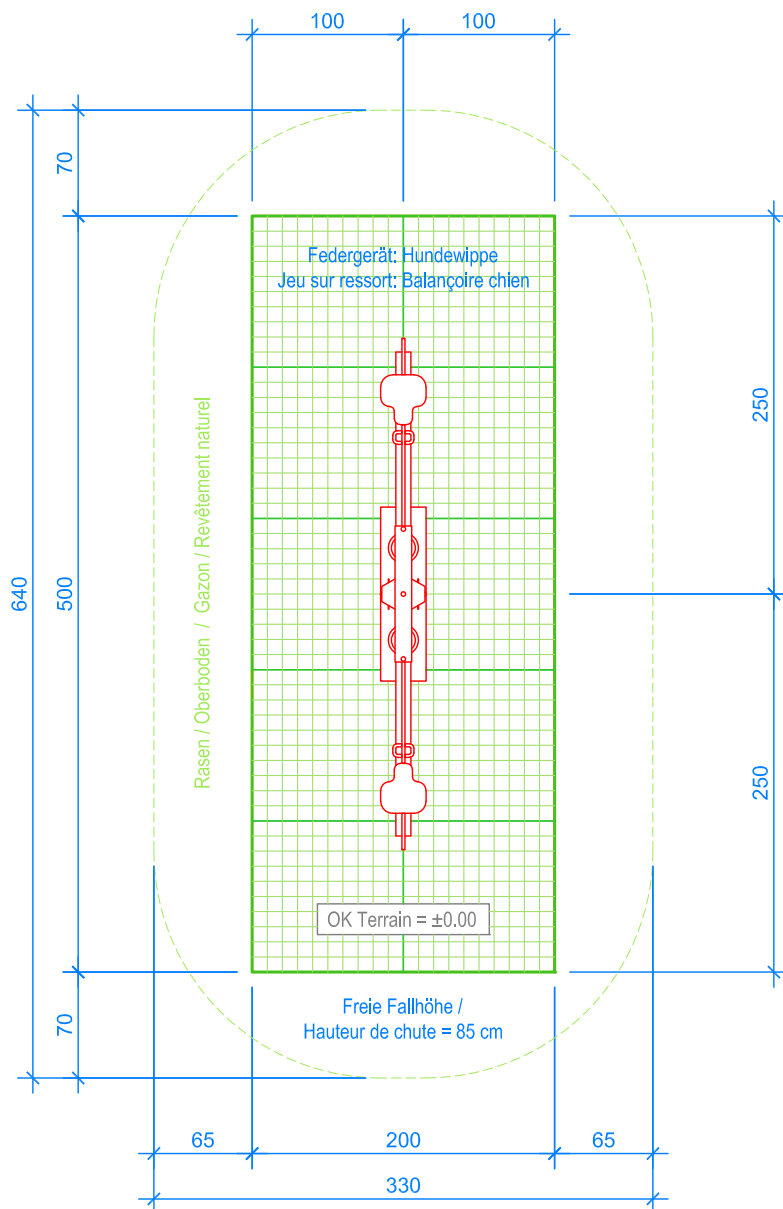 100
100
70
Federgerät: Hundewippe
Jeu sur ressort: Balançoire chien
250
640
500
Rasen / Oberboden / Gazon / Revêtement naturel
250
OK Terrain = ±0.00
Freie Fallhöhe /
Hauteur de chute = 85 cm
70
65
200
65
330